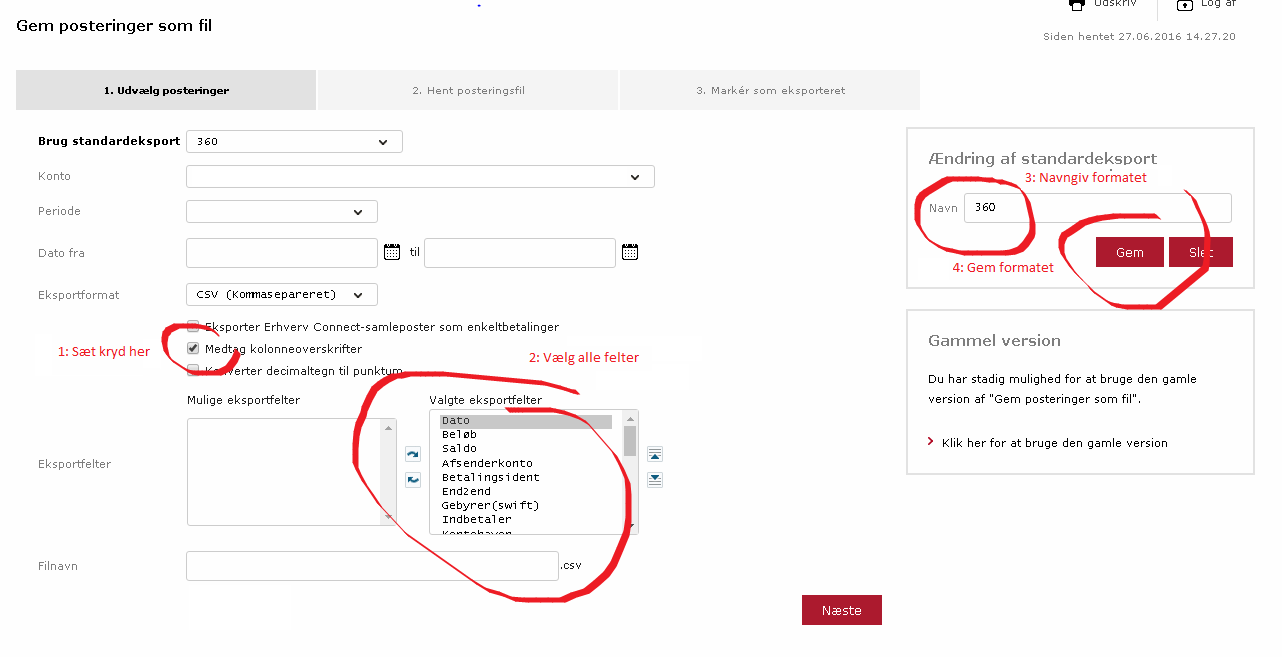 Udskriv
Log af
Gem posteringer som fil
Siden hentet 27.06.2016 14.27.20
1. Udvælg posteringer
2. Hent posteringsfil
3. Markér som eksporteret
Brug standardeksport 360
Konto
Periode
Dato fra til
Eksportformat CSV (Kommasepareret)
Eksporter Erhverv Connect-samleposter som enkeltbetalinger
1: Sæt kryd her
Medtag kolonneoverskrifter
2: Vælg alle felter
Konverter decimaltegn til punktum
Mulige eksportfelter
Valgte eksportfelter
Dato
Beløb
Saldo
Afsenderkonto
Eksportfelter
Betalingsident
End2end
Gebyrer(swift)
Indbetaler
Kontohaver
Filnavn .csv
Næste
Ændring af standardeksport
3: Navngiv formatet
Navn 360
Gem
Slet
4: Gem formatet
Gammel version
Du har stadig mulighed for at bruge den gamle
version af "Gem posteringer som fil".
Klik her for at bruge den gamle version